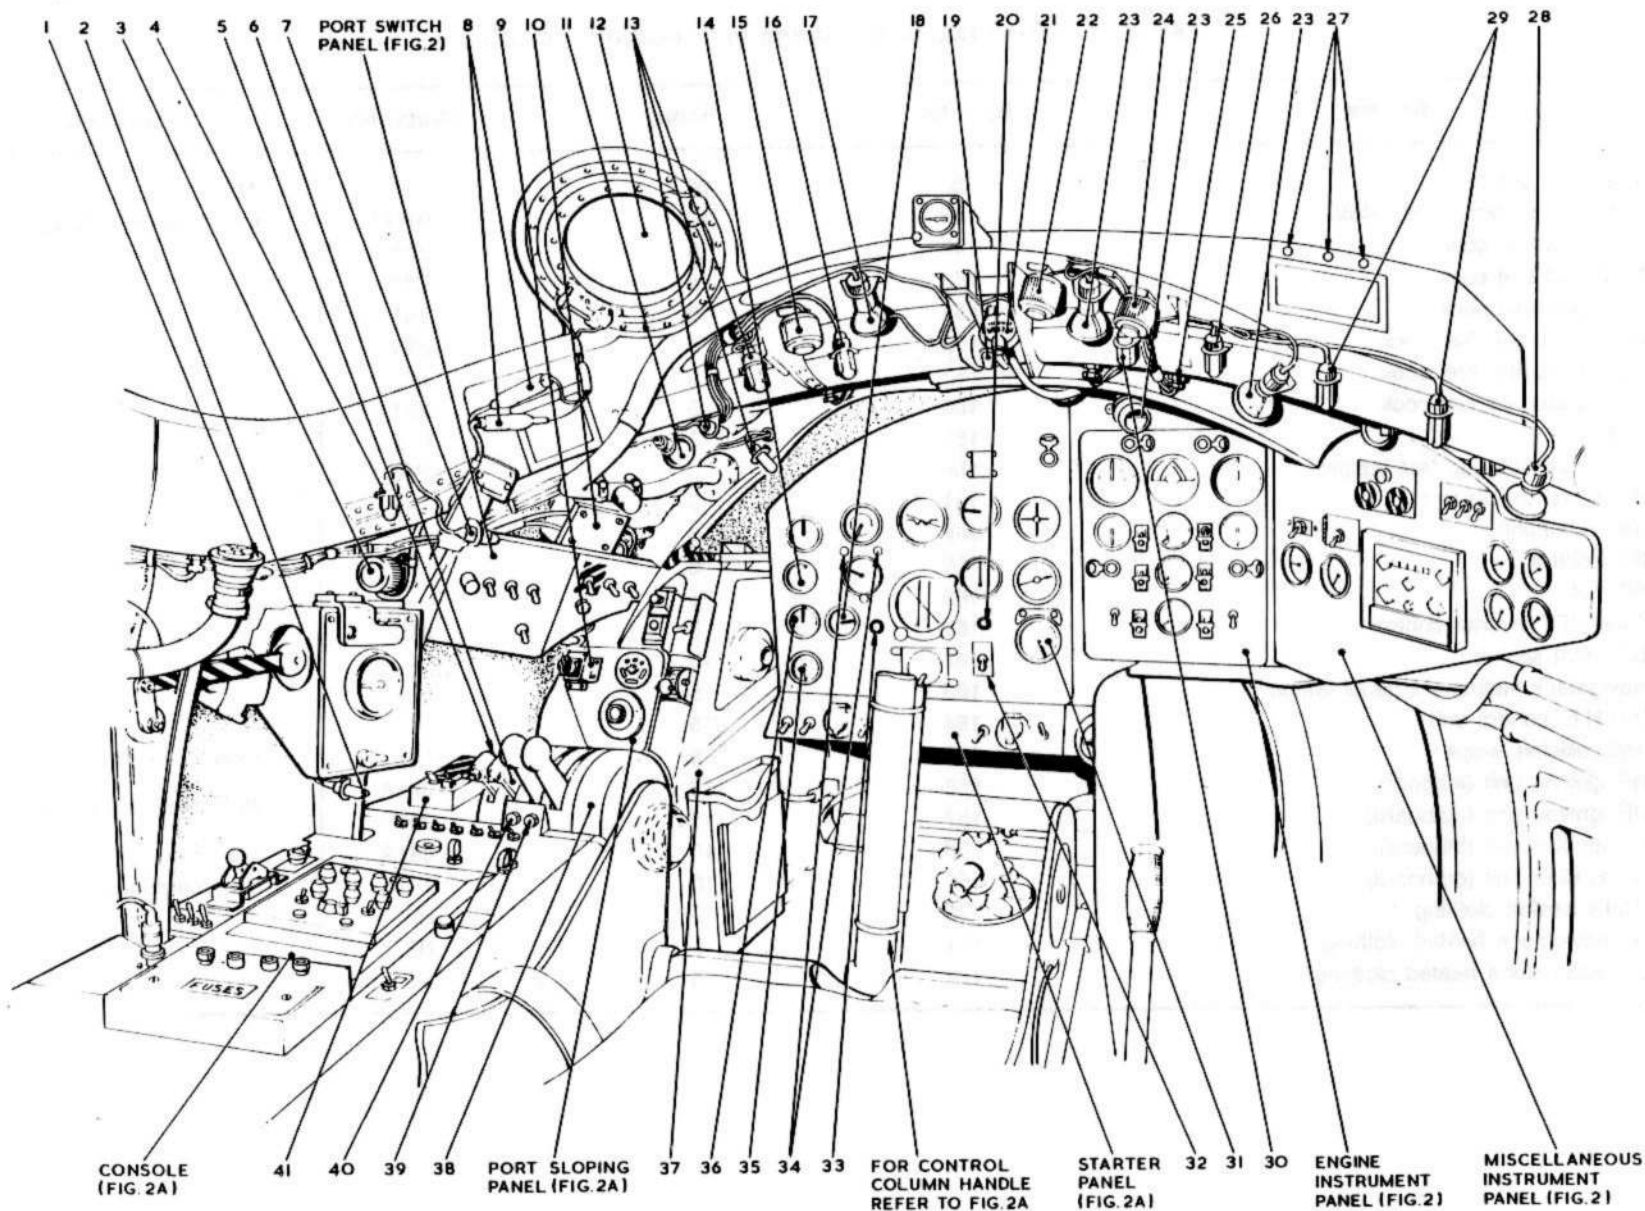 1 2 3 4 5 6 7 PORT SWITCH PANEL (FIG.2) 8 9 10 11 12 13 14 15 16 17 18 19 20 21 22 23 24 23 25 26 23 27 29 28
FUSES
CONSOLE
(FIG. 2A)
41 40 39 38
PORT SLOPING
PANEL (FIG.2A)
37 36 35 34 33
FOR CONTROL
COLUMN HANDLE
REFER TO FIG.2A
STARTER
PANEL
(FIG.2A)
32 31 30
ENGINE
INSTRUMENT
PANEL (FIG.2)
MISCELLANEOUS
INSTRUMENT
PANEL (FIG.2)